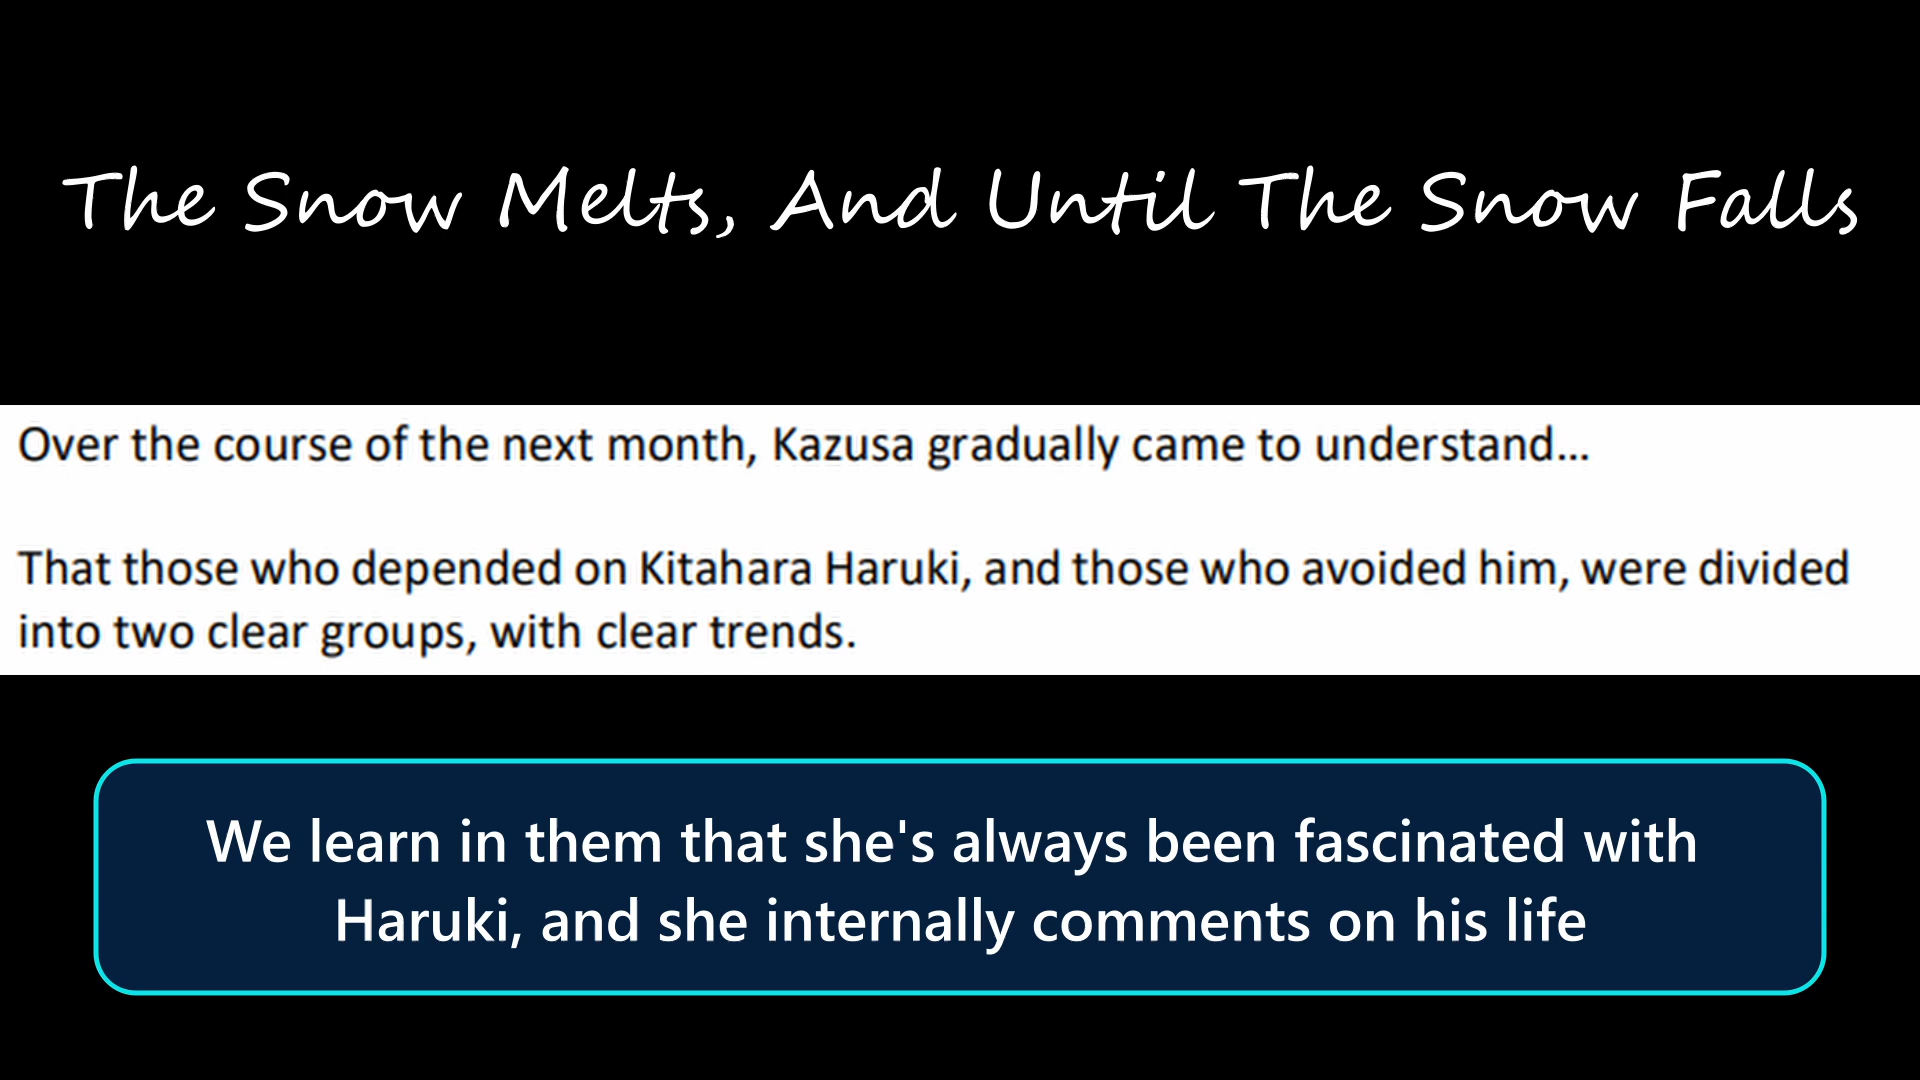 The Snow Melts, And Until The Snow Falls
Over the course of the next month, Kazusa gradually came to understand...
That those who depended on Kitahara Haruki, and those who avoided him, were divided
into two clear groups, with clear trends.
We learn in them that she's always been fascinated with
Haruki, and she internally comments on his life